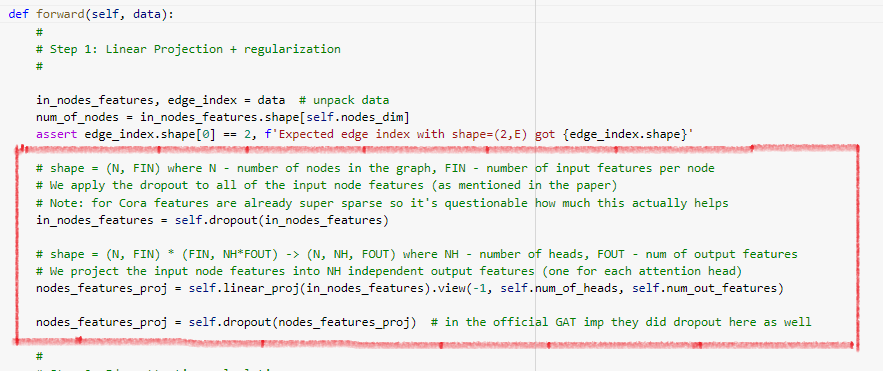 def forward(self, data):
#
# Step 1: Linear Projection + regularization
#
in_nodes_features, edge_index = data  # unpack data
num_of_nodes = in_nodes_features.shape[self.nodes_dim]
assert edge_index.shape[0] == 2, f'Expected edge index with shape=(2,E) got {edge_index.shape}'
# shape = (N, FIN) where N - number of nodes in the graph, FIN - number of input features per node
# We apply the dropout to all of the input node features (as mentioned in the paper)
# Note: for Cora features are already super sparse so it's questionable how much this actually helps
in_nodes_features = self.dropout(in_nodes_features)
# shape = (N, FIN) * (FIN, NH*FOUT) -> (N, NH, FOUT) where NH - number of heads, FOUT - num of output features
# We project the input node features into NH independent output features (one for each attention head)
nodes_features_proj = self.linear_proj(in_nodes_features).view(-1, self.num_of_heads, self.num_out_features)
nodes_features_proj = self.dropout(nodes_features_proj)  # in the official GAT imp they did dropout here as well
#